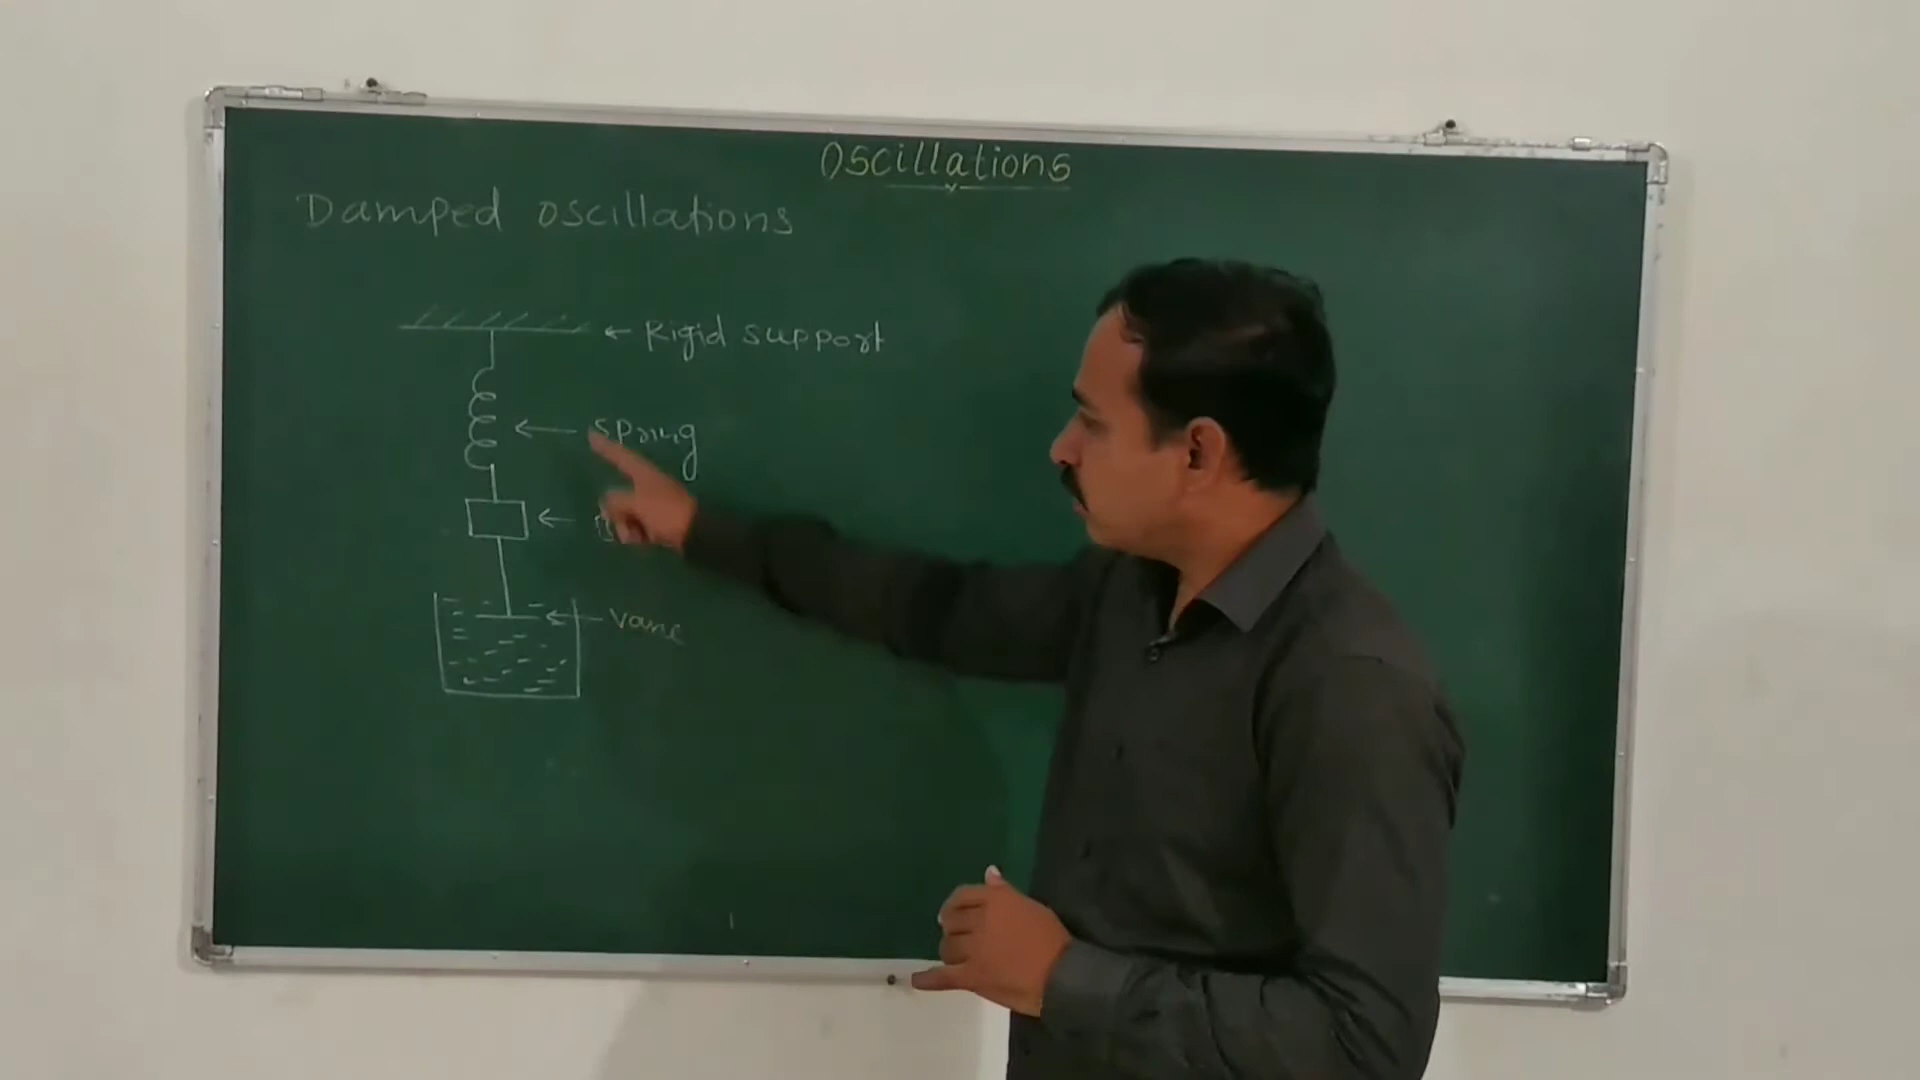 Oscillations
Damped oscillations
Rigid support
Spring
Vane